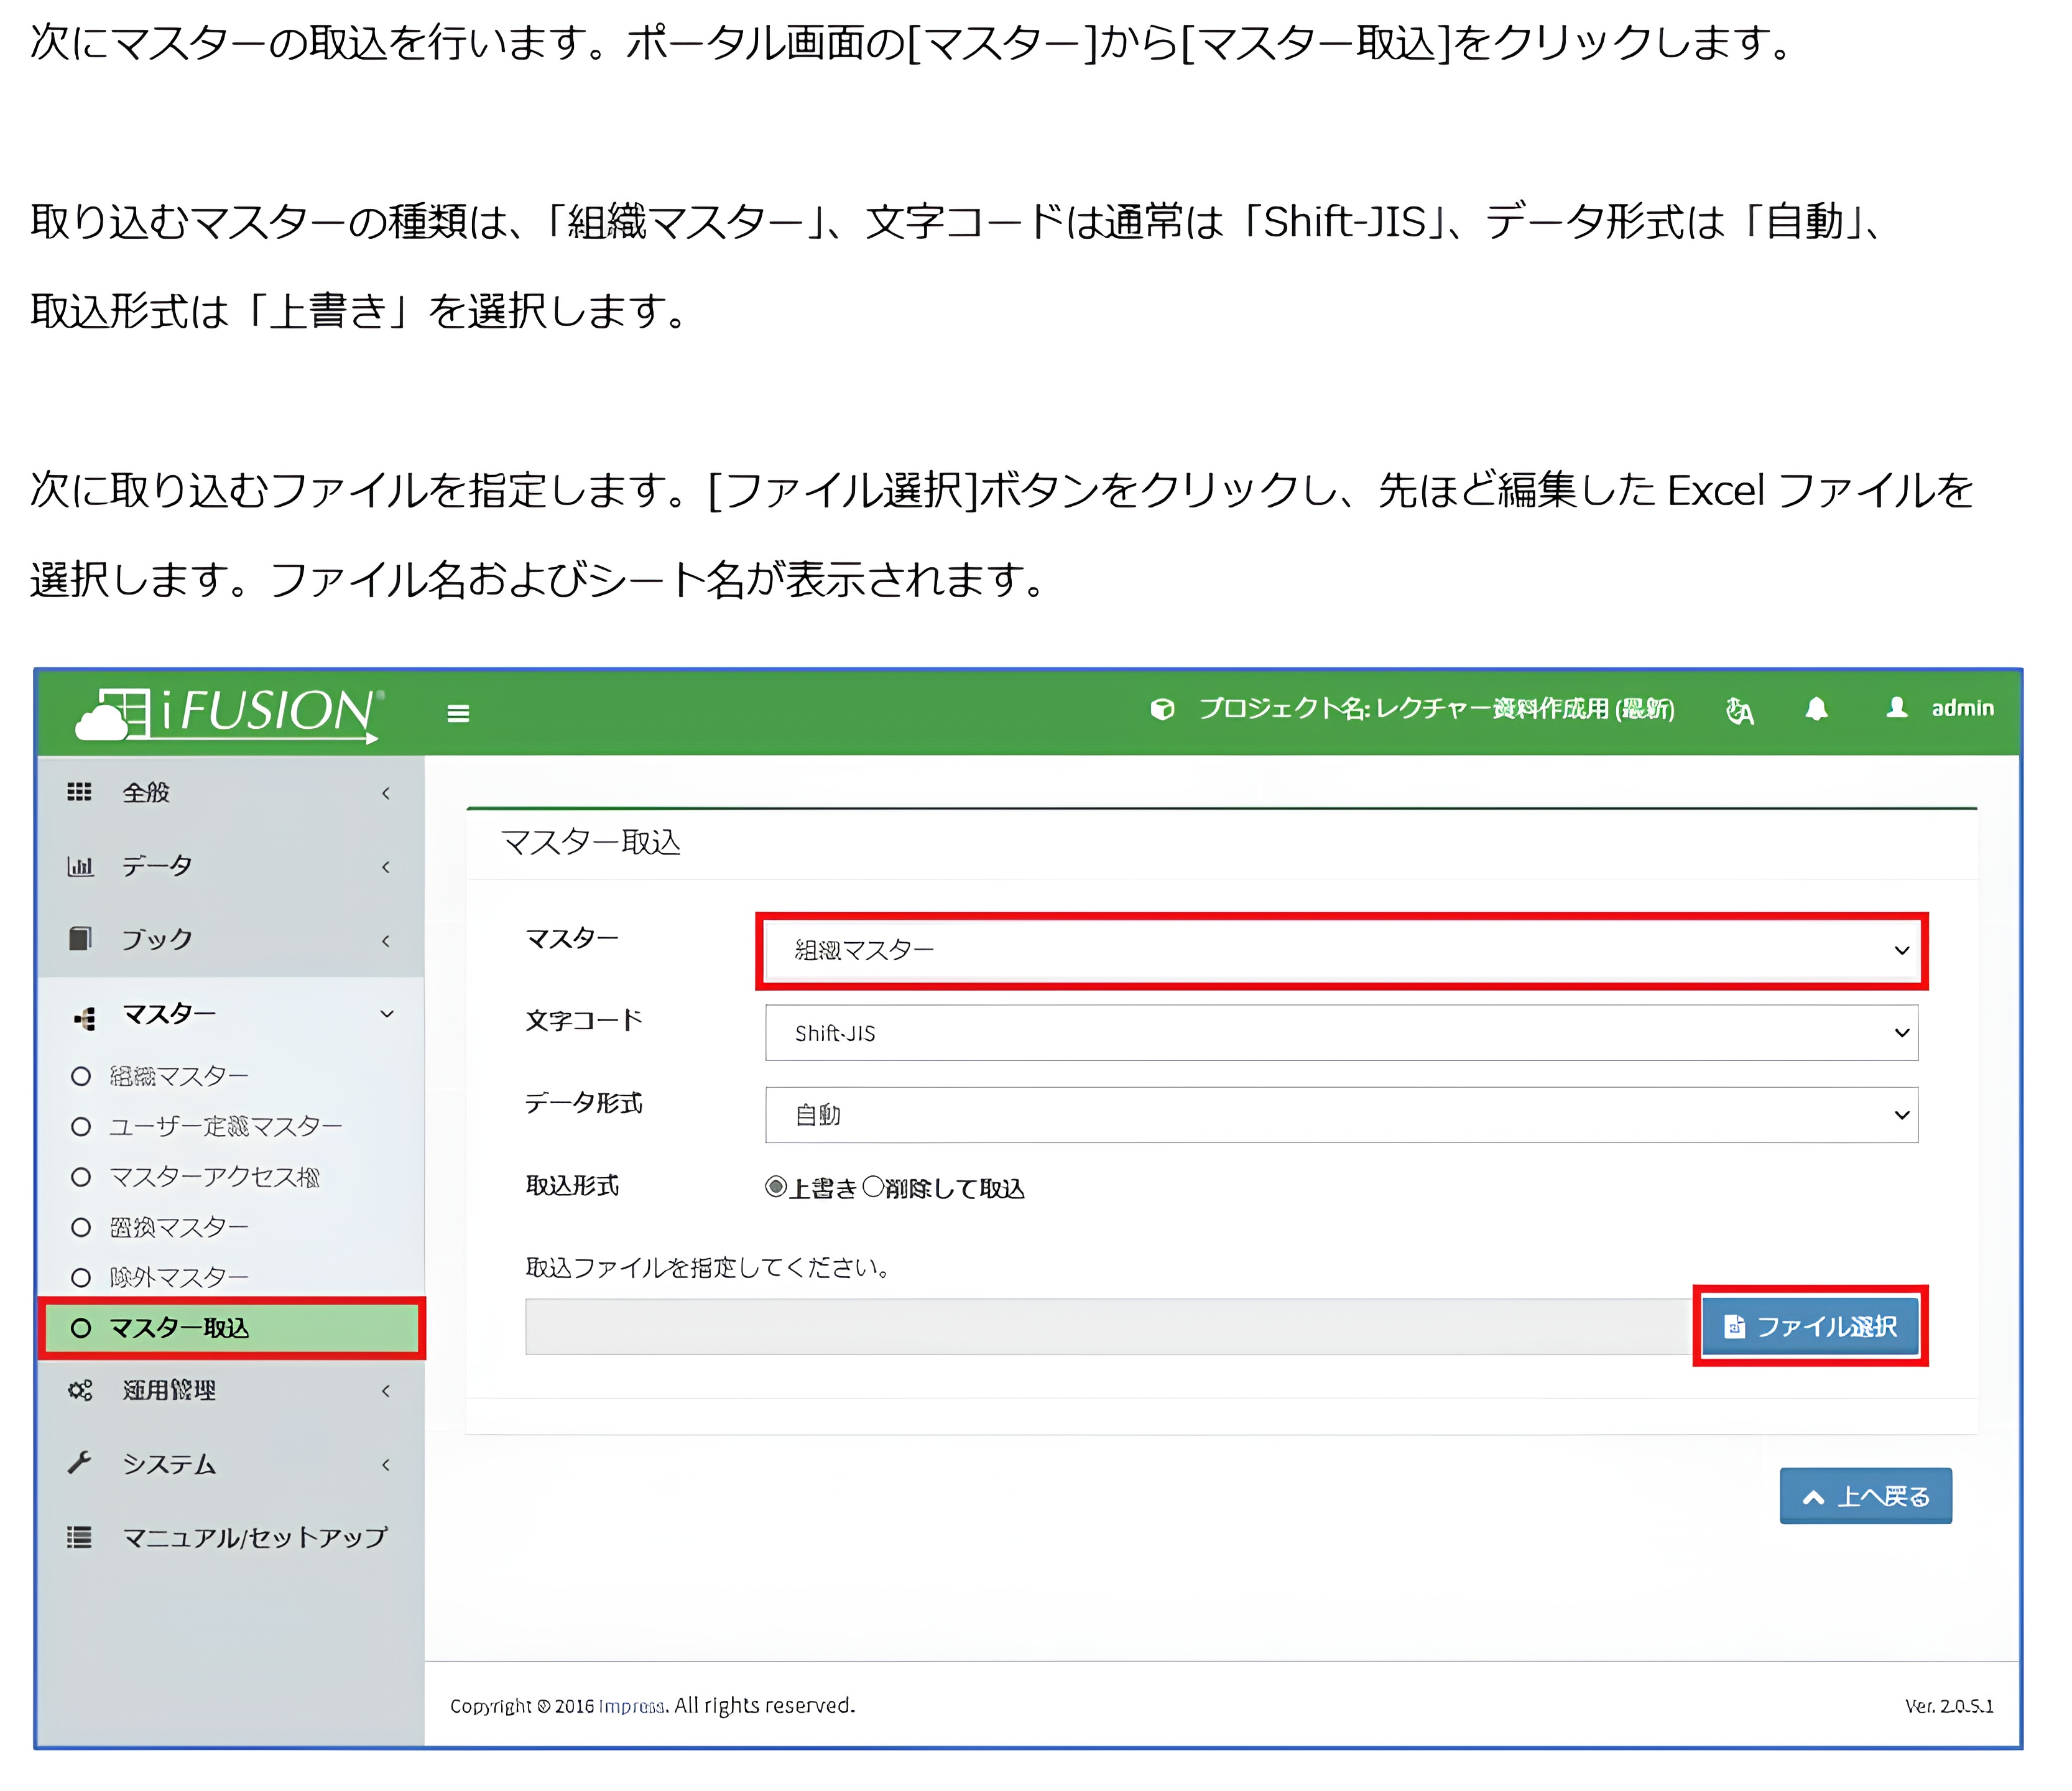 次にマスターの取込を行います。ポータル画面の[マスター]から[マスター取込]をクリックします。
取り込むマスターの種類は、「組織マスター」、文字コードは通常は「Shift-JIS」、データ形式は「自動」、
取込形式は「上書き」を選択します。
次に取り込むファイルを指定します。[ファイル選択]ボタンをクリックし、先ほど編集した Excel ファイルを
選択します。ファイル名およびシート名が表示されます。
iFUSION
プロジェクト名: レクチャー資料作成用 (最新)
admin
全般
データ
ブック
マスター
組織マスター
ユーザー定義マスター
マスターアクセス権
置換マスター
除外マスター
マスター取込
運用管理
システム
マニュアル/セットアップ
マスター取込
マスター
組織マスター
文字コード
Shift-JIS
データ形式
自動
取込形式
上書き 削除して取込
取込ファイルを指定してください。
ファイル選択
上へ戻る
Copyright © 2016 Impress. All rights reserved.
Ver. 2.0.5.1